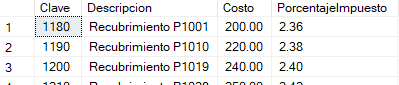 Clave Descripcion Costo PorcentajeImpuesto
1 1180 Recubrimiento P1001 200.00 2.36
2 1190 Recubrimiento P1010 220.00 2.38
3 1200 Recubrimiento P1019 240.00 2.40